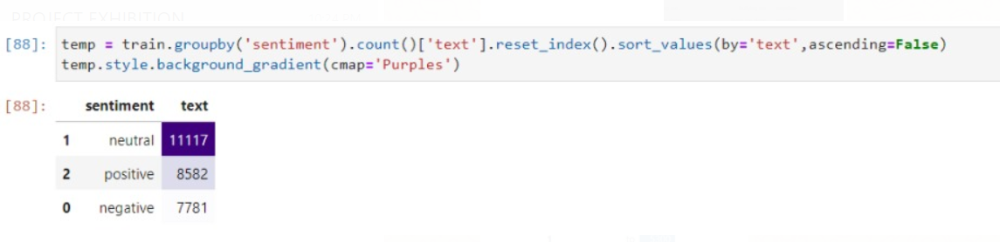 PROJECT EXHIBITION
[88]: temp = train.groupby('sentiment').count()['text'].reset_index().sort_values(by='text',ascending=False)
temp.style.background_gradient(cmap='Purples')
[88]: sentiment text
1 neutral 11117
2 positive 8582
0 negative 7781